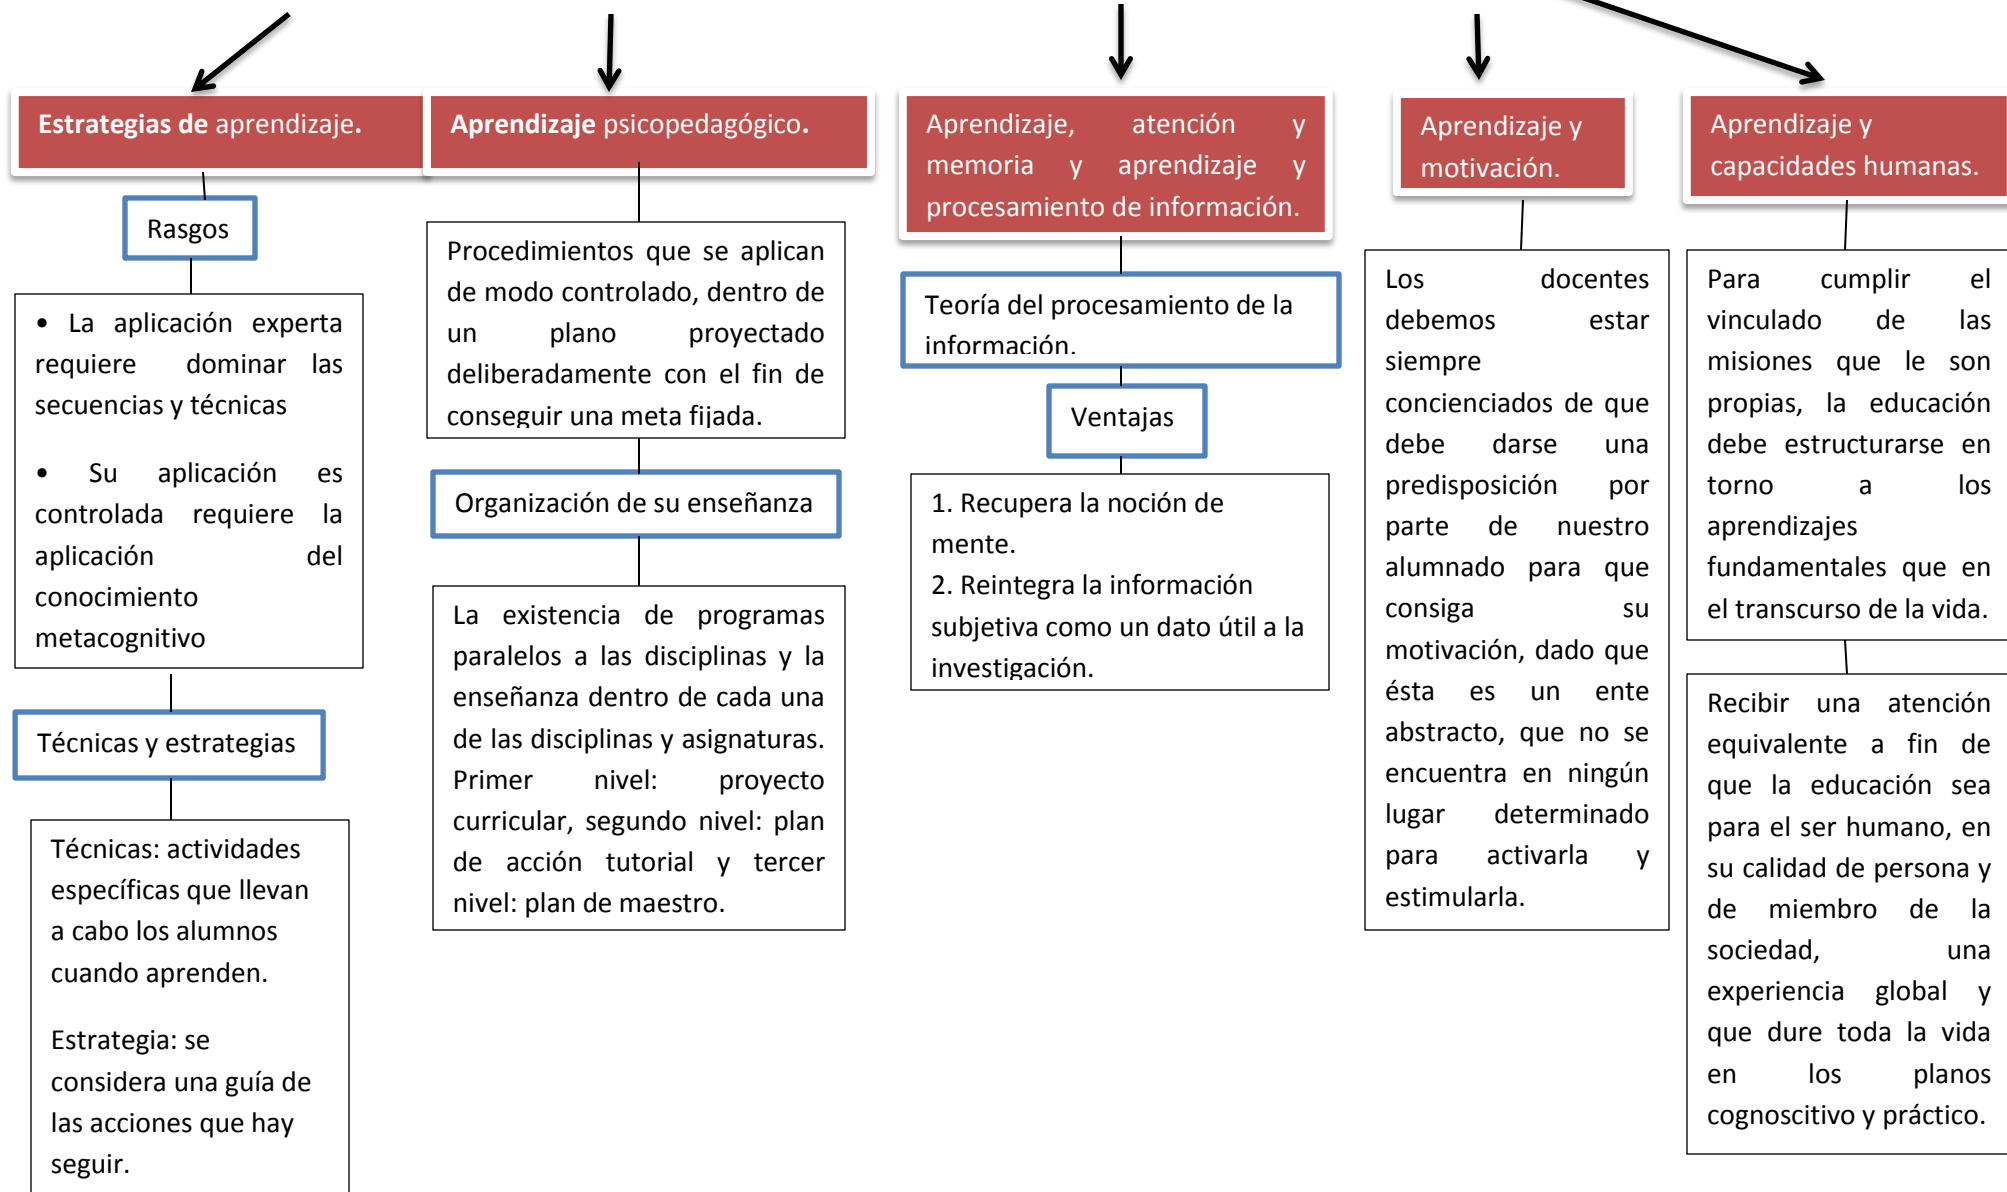 Estrategias de aprendizaje.
Rasgos
• La aplicación experta
requiere dominar las
secuencias y técnicas
• Su aplicación es
controlada requiere la
aplicación del
conocimiento
metacognitivo
Técnicas y estrategias
Técnicas: actividades
específicas que llevan
a cabo los alumnos
cuando aprenden.
Estrategia: se
considera una guía de
las acciones que hay
seguir.
Aprendizaje psicopedagógico.
Procedimientos que se aplican
de modo controlado, dentro de
un plano proyectado
deliberadamente con el fin de
conseguir una meta fijada.
Organización de su enseñanza
La existencia de programas
paralelos a las disciplinas y la
enseñanza dentro de cada una
de las disciplinas y asignaturas.
Primer nivel: proyecto
curricular, segundo nivel: plan
de acción tutorial y tercer
nivel: plan de maestro.
Aprendizaje, atención y
memoria y aprendizaje y
procesamiento de información.
Teoría del procesamiento de la
información.
Ventajas
1. Recupera la noción de
mente.
2. Reintegra la información
subjetiva como un dato útil a la
investigación.
Aprendizaje y
motivación.
Los docentes
debemos estar
siempre
concienciados de que
debe darse una
predisposición por
parte de nuestro
alumnado para que
consiga su
motivación, dado que
ésta es un ente
abstracto, que no se
encuentra en ningún
lugar determinado
para activarla y
estimularla.
Aprendizaje y
capacidades humanas.
Para cumplir el
vinculado de las
misiones que le son
propias, la educación
debe estructurarse en
torno a los
aprendizajes
fundamentales que en
el transcurso de la vida.
Recibir una atención
equivalente a fin de
que la educación sea
para el ser humano, en
su calidad de persona y
de miembro de la
sociedad, una
experiencia global y
que dure toda la vida
en los planos
cognoscitivo y práctico.